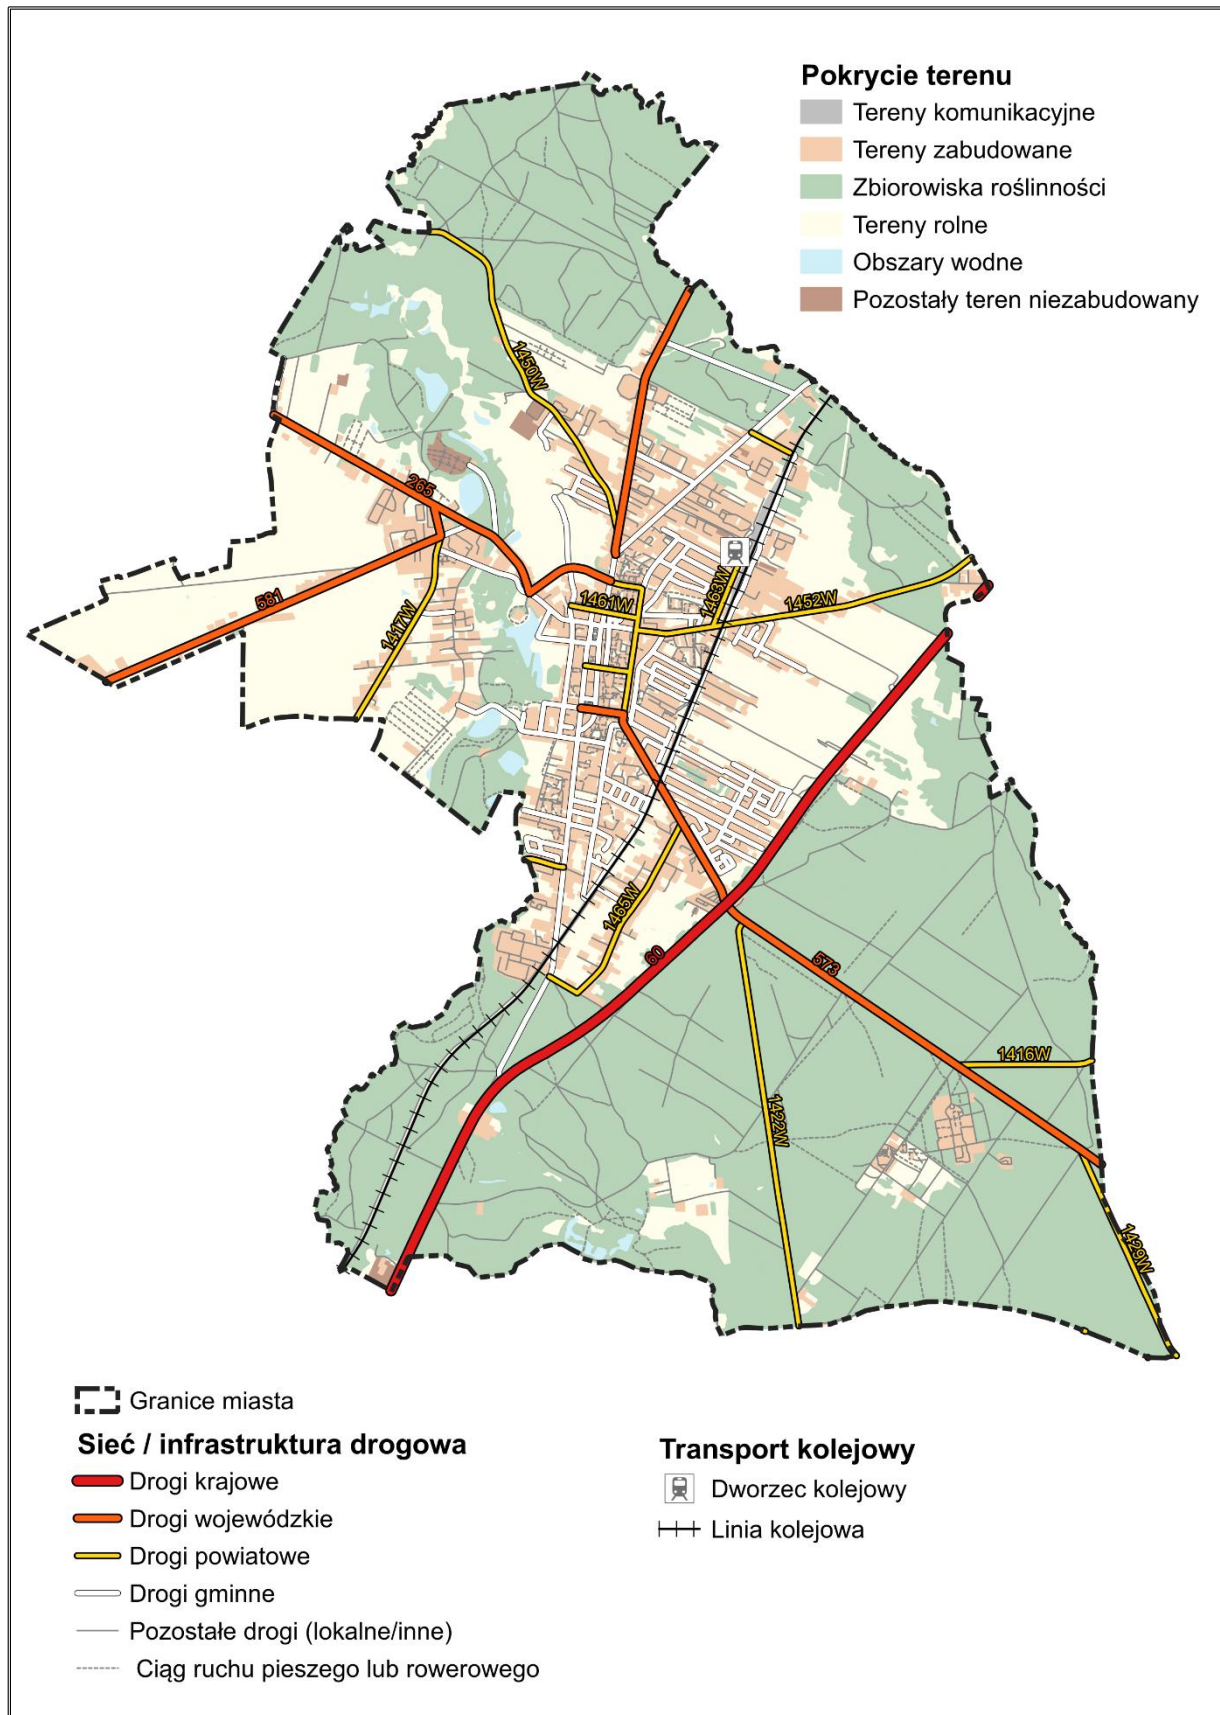 Pokrycie terenu
Tereny komunikacyjne
Tereny zabudowane
Zbiorowiska roślinności
Tereny rolne
Obszary wodne
Pozostały teren niezabudowany
1450W
265
581
1417W
1461W
1463W
1452W
1465W
60
573
1416W
1422W
1429W
Granice miasta
Sieć / infrastruktura drogowa
Drogi krajowe
Drogi wojewódzkie
Drogi powiatowe
Drogi gminne
Pozostałe drogi (lokalne/inne)
Ciąg ruchu pieszego lub rowerowego
Transport kolejowy
Dworzec kolejowy
Linia kolejowa